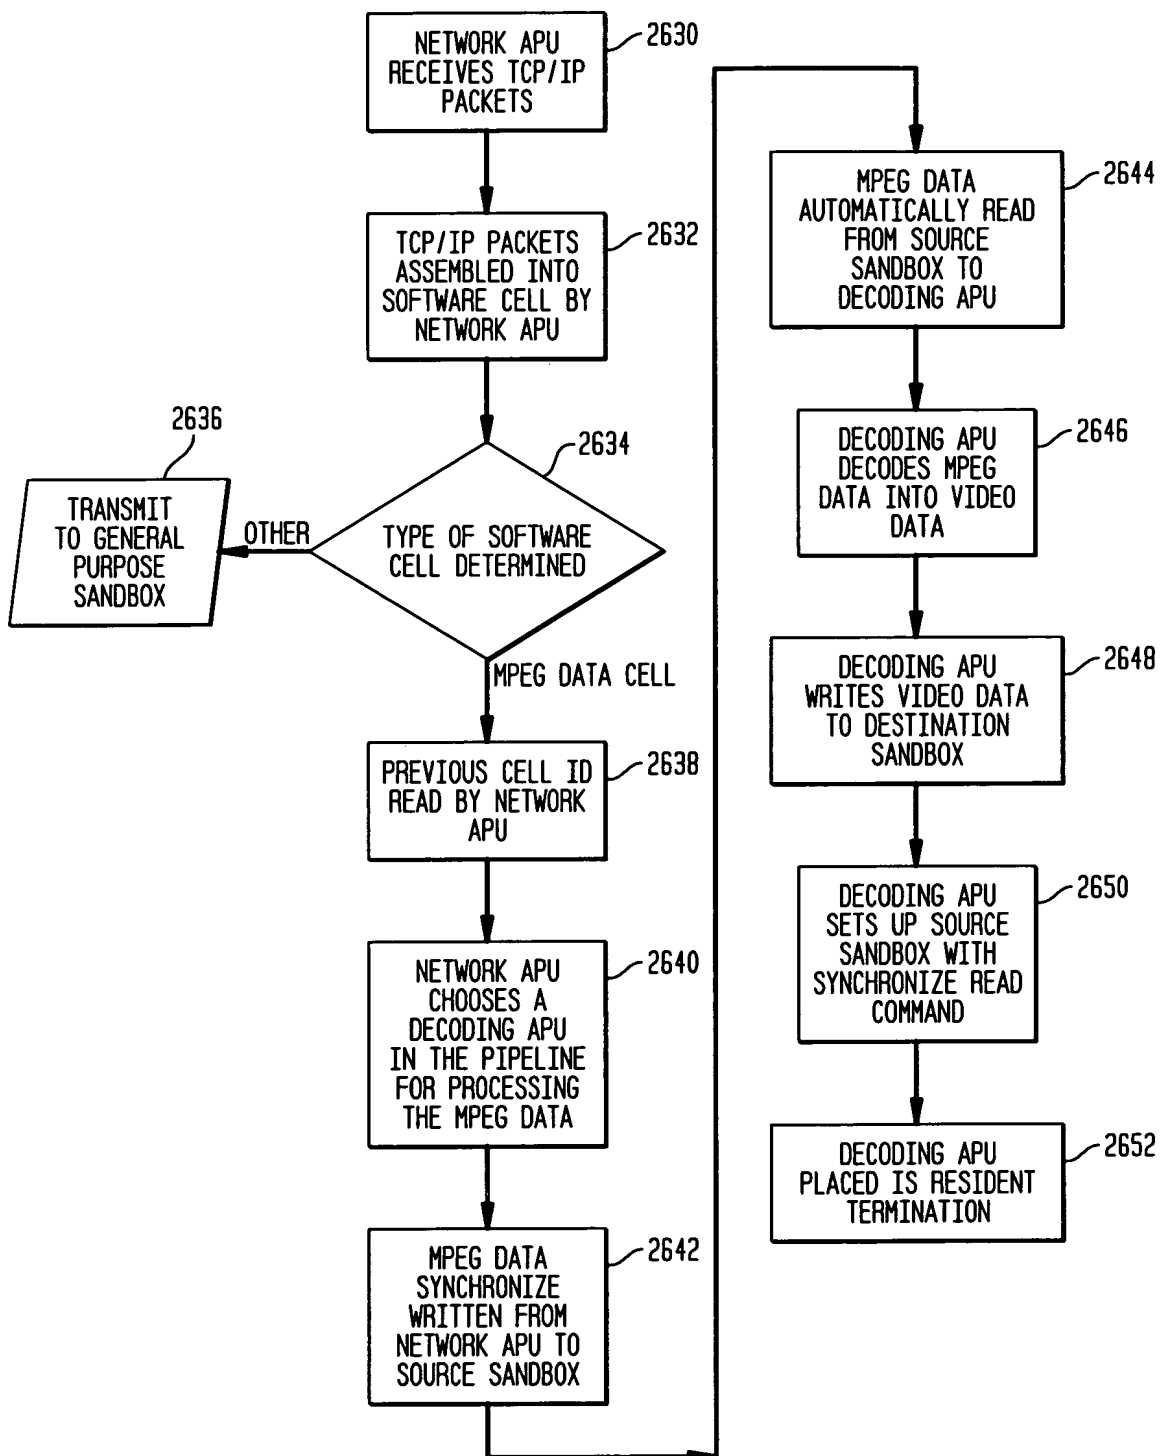 NETWORK APU
RECEIVES TCP/IP
PACKETS
2630
TCP/IP PACKETS
ASSEMBLED INTO
SOFTWARE CELL BY
NETWORK APU
2632
TYPE OF SOFTWARE
CELL DETERMINED
2634
OTHER
2636
TRANSMIT
TO GENERAL
PURPOSE
SANDBOX
MPEG DATA CELL
PREVIOUS CELL ID
READ BY NETWORK
APU
2638
NETWORK APU
CHOOSES A
DECODING APU
IN THE PIPELINE
FOR PROCESSING
THE MPEG DATA
2640
MPEG DATA
SYNCHRONIZE
WRITTEN FROM
NETWORK APU TO
SOURCE SANDBOX
2642
MPEG DATA
AUTOMATICALLY READ
FROM SOURCE
SANDBOX TO
DECODING APU
2644
DECODING APU
DECODES MPEG
DATA INTO VIDEO
DATA
2646
DECODING APU
WRITES VIDEO DATA
TO DESTINATION
SANDBOX
2648
DECODING APU
SETS UP SOURCE
SANDBOX WITH
SYNCHRONIZE READ
COMMAND
2650
DECODING APU
PLACED IS RESIDENT
TERMINATION
2652